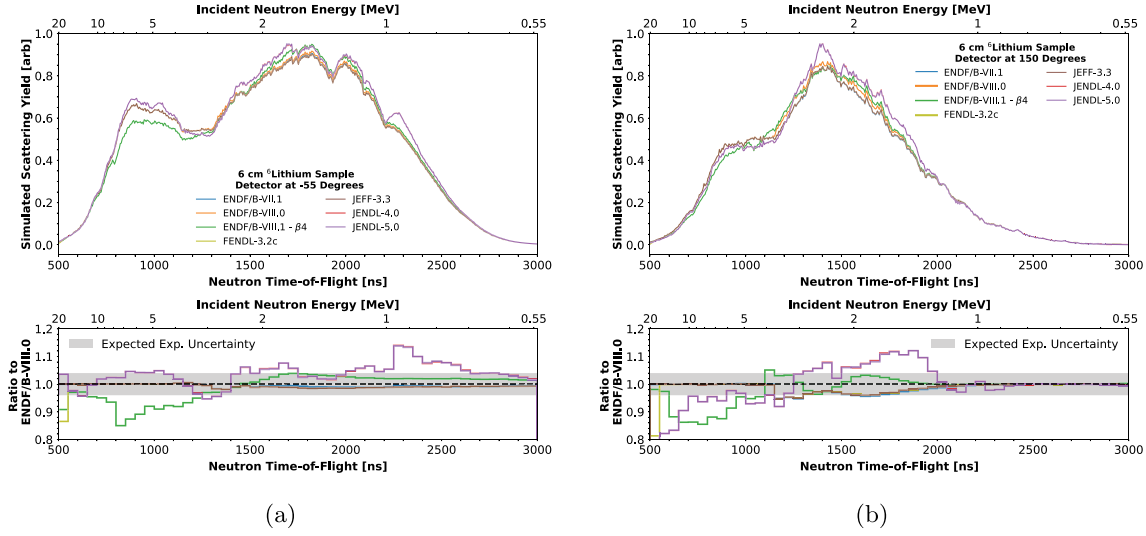 Incident Neutron Energy [MeV]
20 10 5 2 1 0.55
Simulated Scattering Yield [arb]
1.0
0.8
0.6
0.4
0.2
0.0
6 cm ⁶Lithium Sample
Detector at -55 Degrees
ENDF/B-VII.1 JEFF-3.3
ENDF/B-VIII.0 JENDL-4.0
ENDF/B-VIII.1 - β4 JENDL-5.0
FENDL-3.2c
500 1000 1500 2000 2500 3000
Neutron Time-of-Flight [ns]
Incident Neutron Energy [MeV]
20 10 5 2 1 0.55
Ratio to
ENDF/B-VIII.0
1.2
1.1
1.0
0.9
0.8
Expected Exp. Uncertainty
500 1000 1500 2000 2500 3000
Neutron Time-of-Flight [ns]
(a)
Incident Neutron Energy [MeV]
20 10 5 2 1 0.55
Simulated Scattering Yield [arb]
1.0
0.8
0.6
0.4
0.2
0.0
6 cm ⁶Lithium Sample
Detector at 150 Degrees
ENDF/B-VII.1 JEFF-3.3
ENDF/B-VIII.0 JENDL-4.0
ENDF/B-VIII.1 - β4 JENDL-5.0
FENDL-3.2c
500 1000 1500 2000 2500 3000
Neutron Time-of-Flight [ns]
Incident Neutron Energy [MeV]
20 10 5 2 1 0.55
Ratio to
ENDF/B-VIII.0
1.2
1.1
1.0
0.9
0.8
Expected Exp. Uncertainty
500 1000 1500 2000 2500 3000
Neutron Time-of-Flight [ns]
(b)